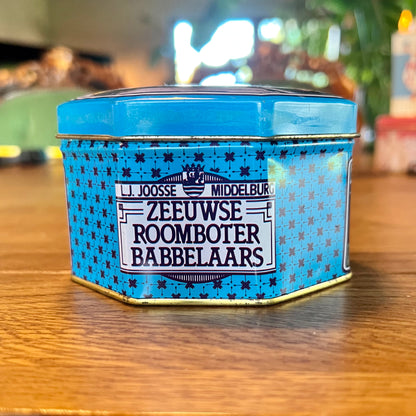 L.J. JOOSSE MIDDELBURG
ZEEUWSE
ROOMBOTER
BABBELAARS